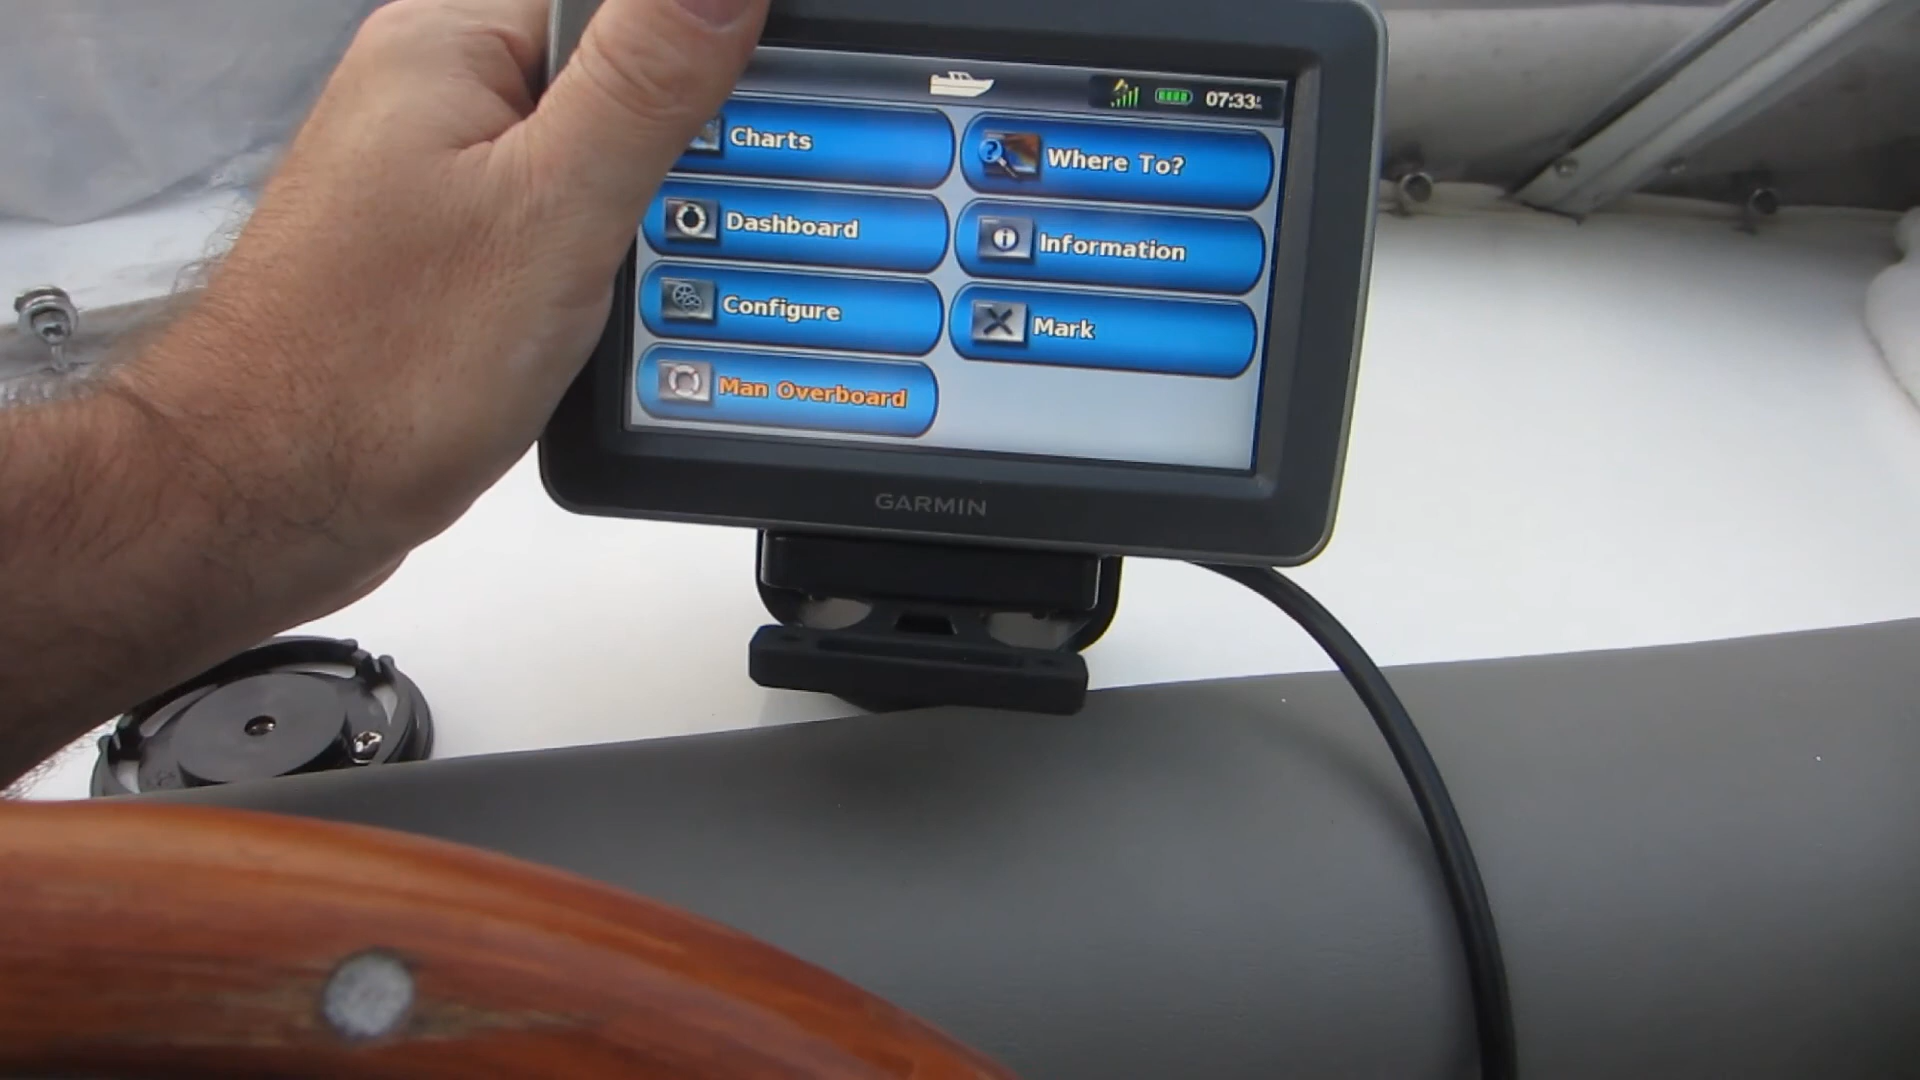 07:33
Charts
Where To?
Dashboard
Information
Configure
Mark
Man Overboard
GARMIN